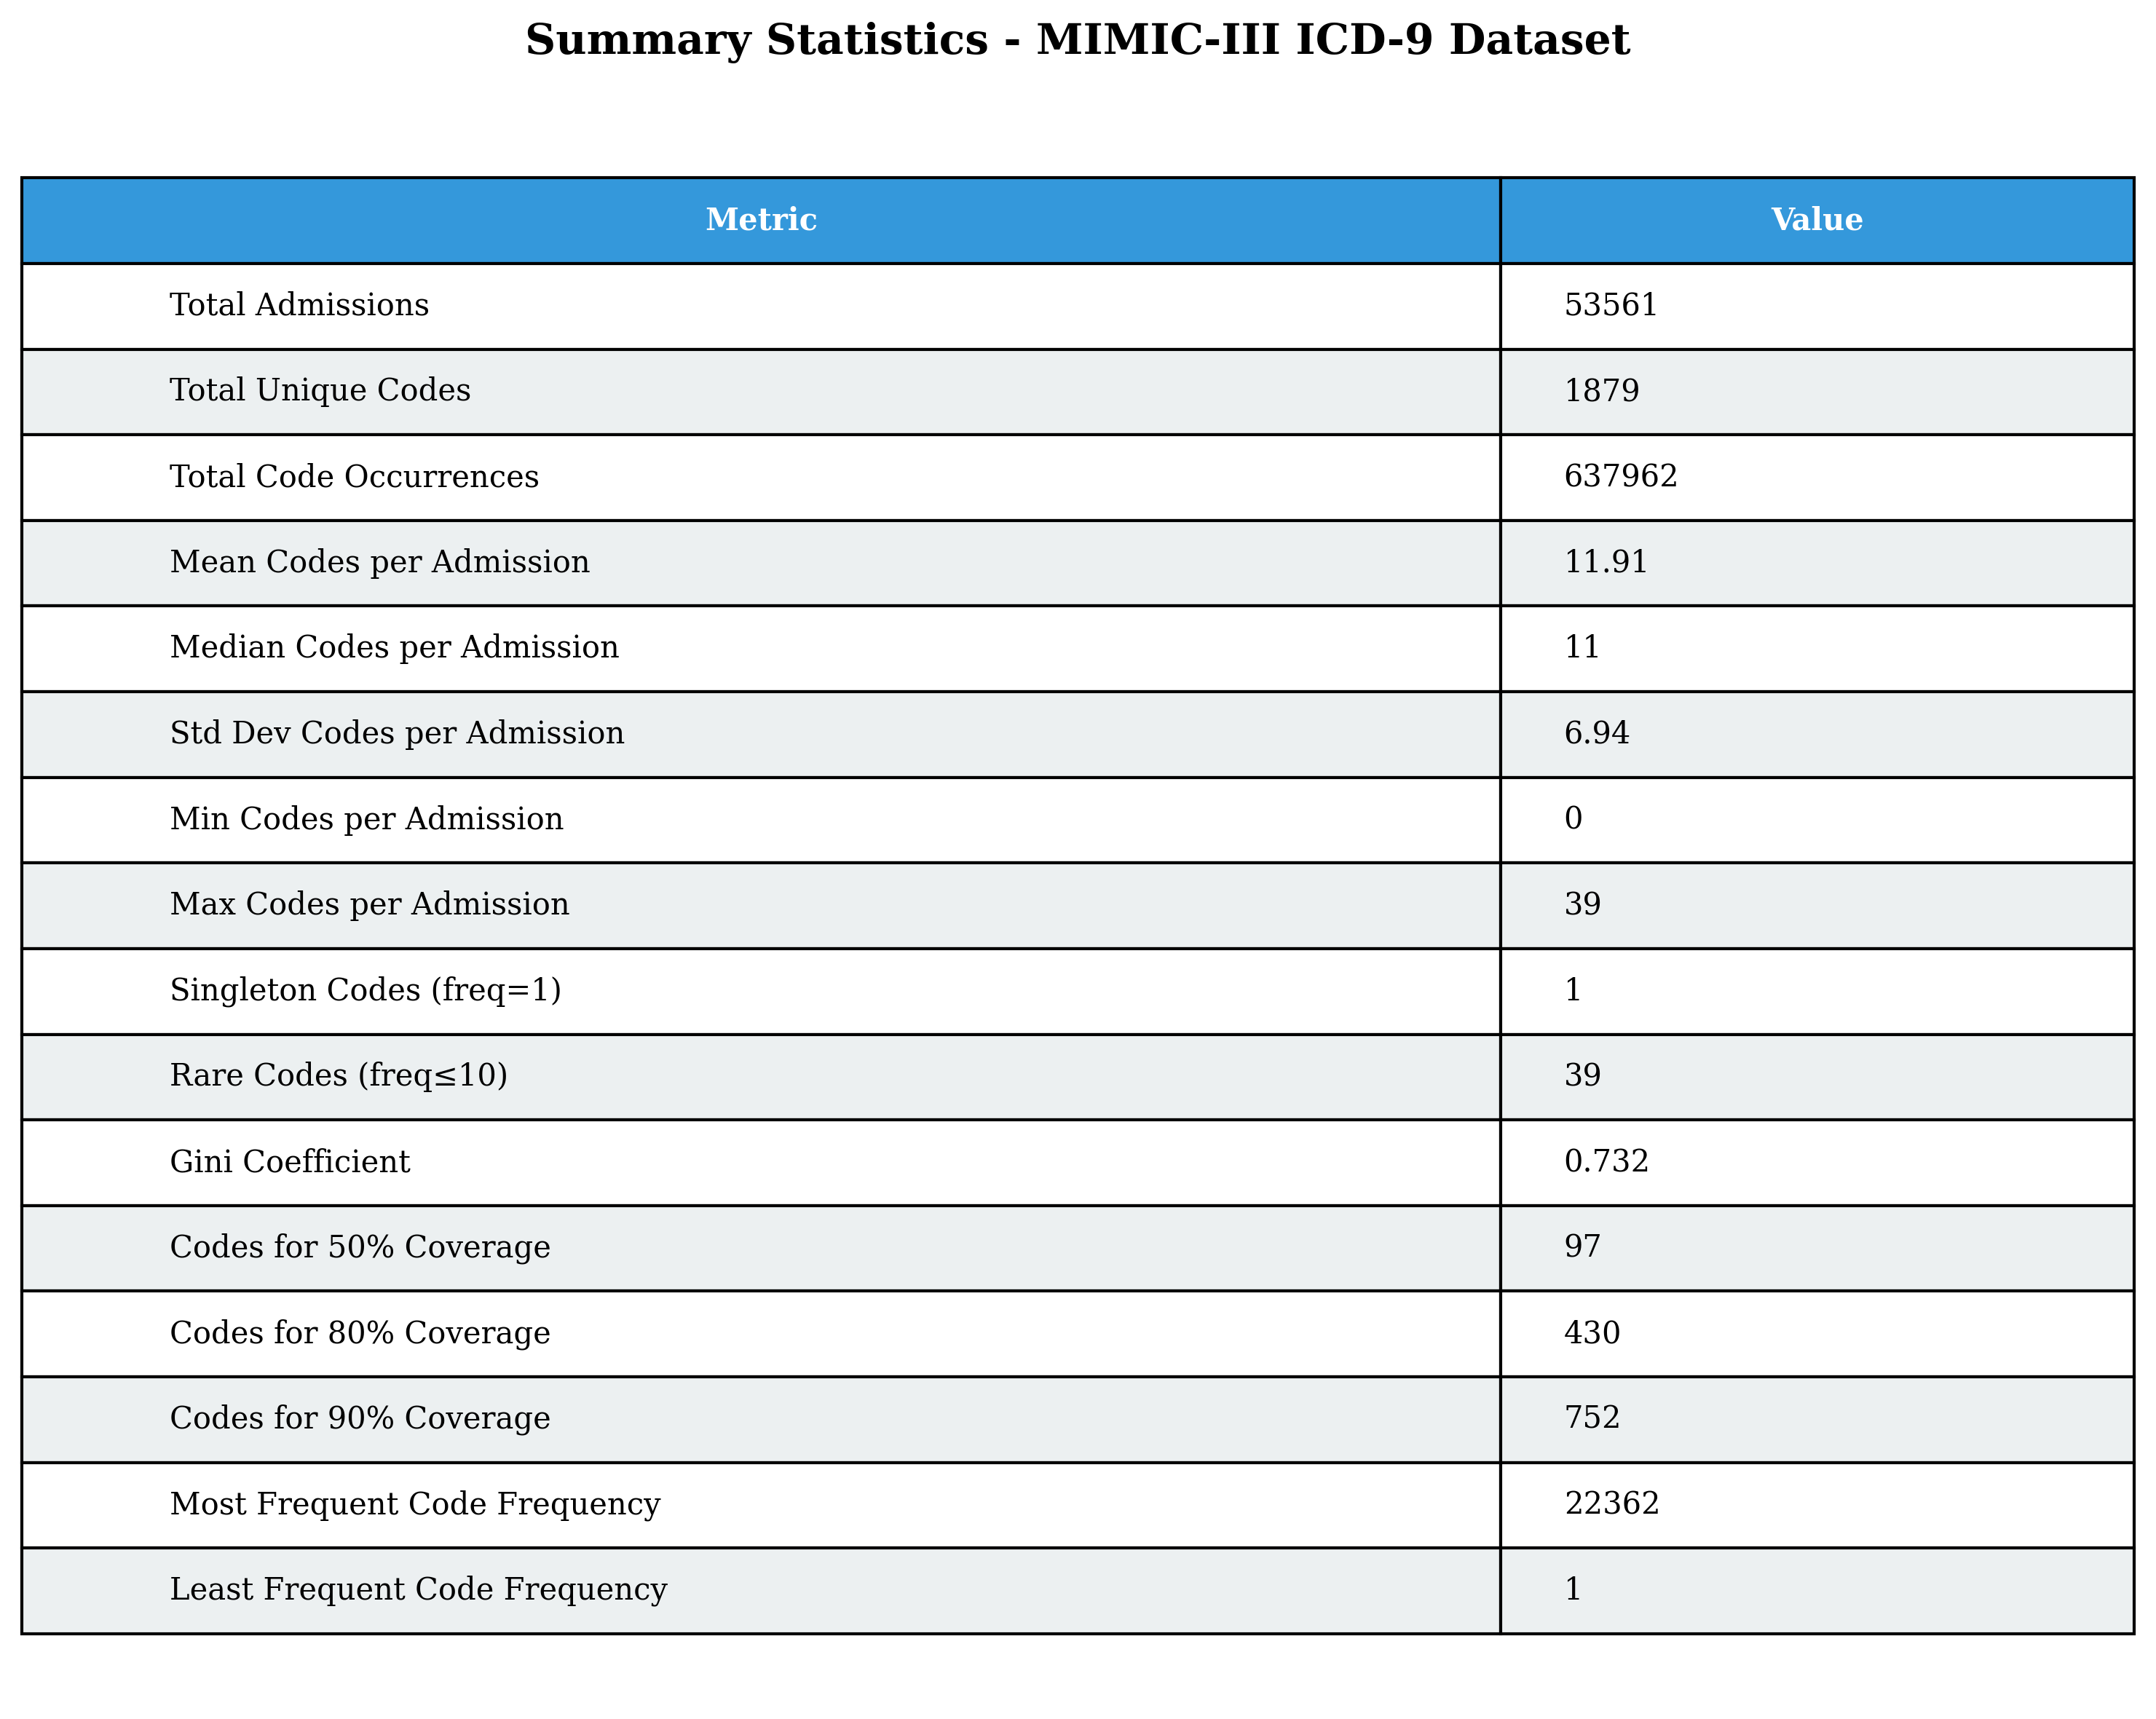 Summary Statistics - MIMIC-III ICD-9 Dataset
Metric Value
Total Admissions 53561
Total Unique Codes 1879
Total Code Occurrences 637962
Mean Codes per Admission 11.91
Median Codes per Admission 11
Std Dev Codes per Admission 6.94
Min Codes per Admission 0
Max Codes per Admission 39
Singleton Codes (freq=1) 1
Rare Codes (freq≤10) 39
Gini Coefficient 0.732
Codes for 50% Coverage 97
Codes for 80% Coverage 430
Codes for 90% Coverage 752
Most Frequent Code Frequency 22362
Least Frequent Code Frequency 1